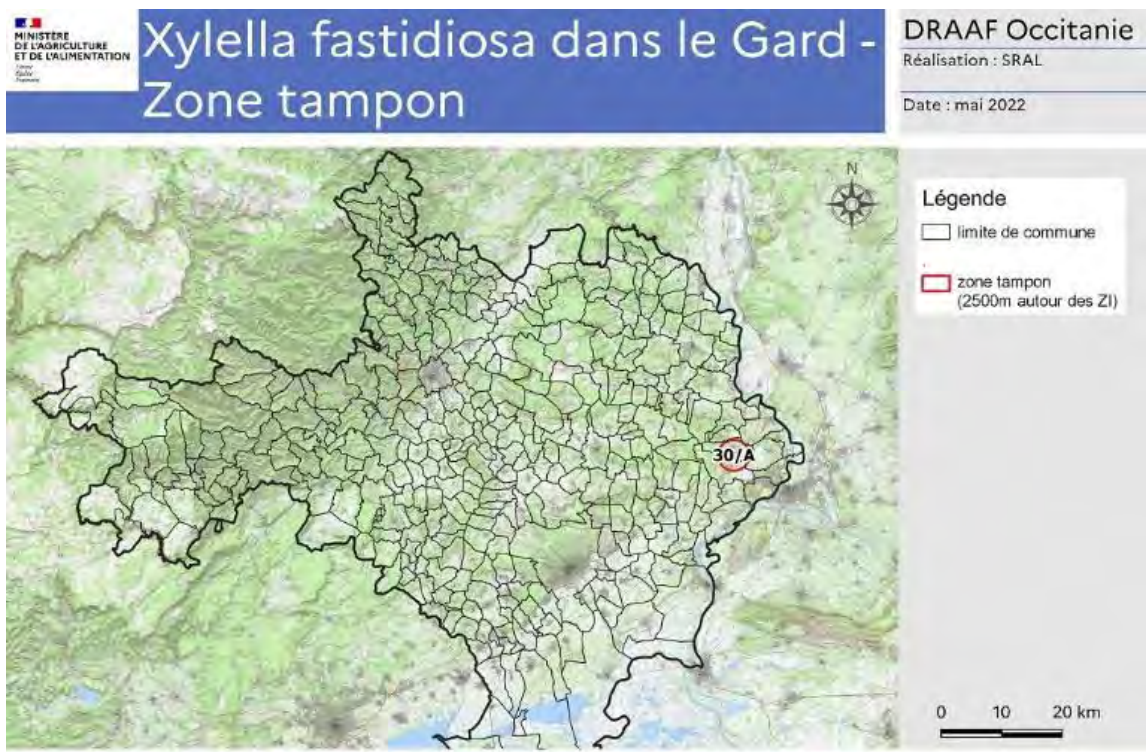 MINISTÈRE
DE L'AGRICULTURE
ET DE L'ALIMENTATION
Xylella fastidiosa dans le Gard -
Zone tampon
DRAAF Occitanie
Réalisation : SRAL
Date : mai 2022
N
30/A
Légende
limite de commune
zone tampon
(2500m autour des ZI)
0 10 20 km